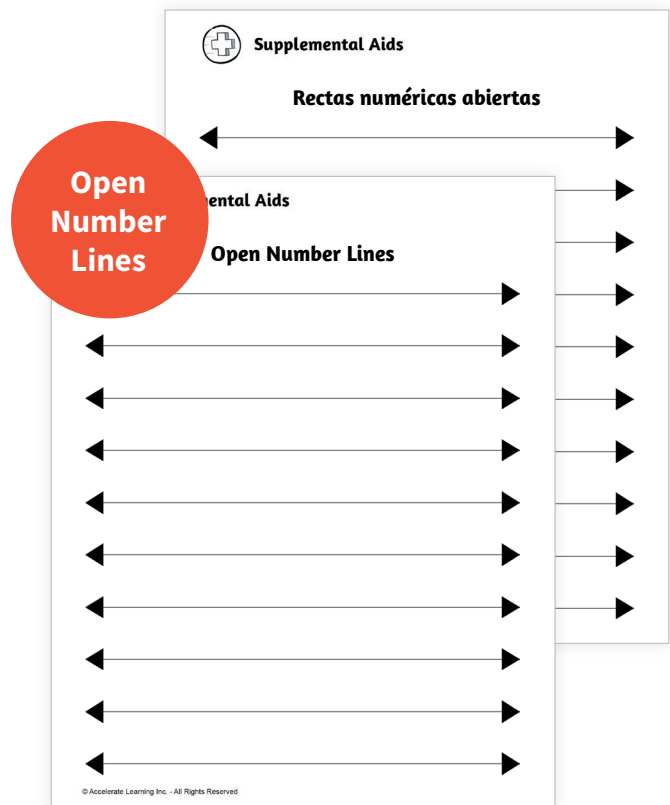 Supplemental Aids
Rectas numéricas abiertas
Open
Number
Lines
ental Aids
Open Number Lines
© Accelerate Learning Inc. - All Rights Reserved